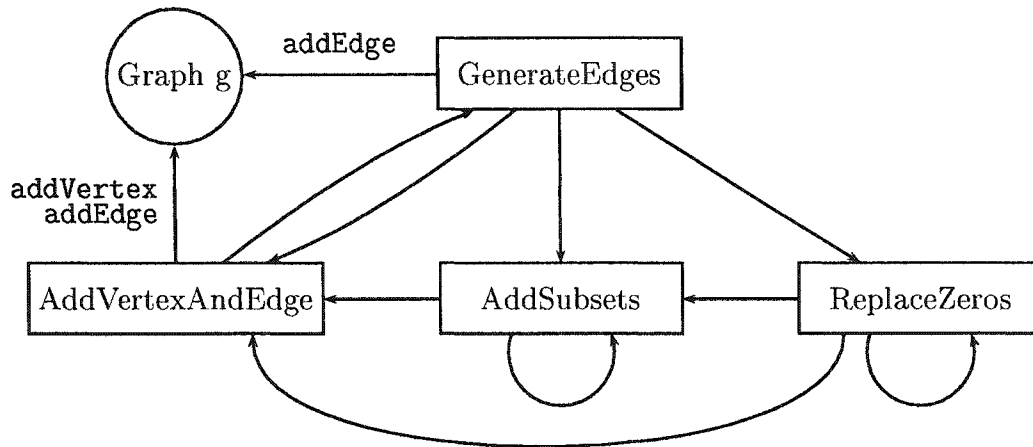 addEdge
Graph g
GenerateEdges
addVertex
addEdge
AddVertexAndEdge
AddSubsets
ReplaceZeros